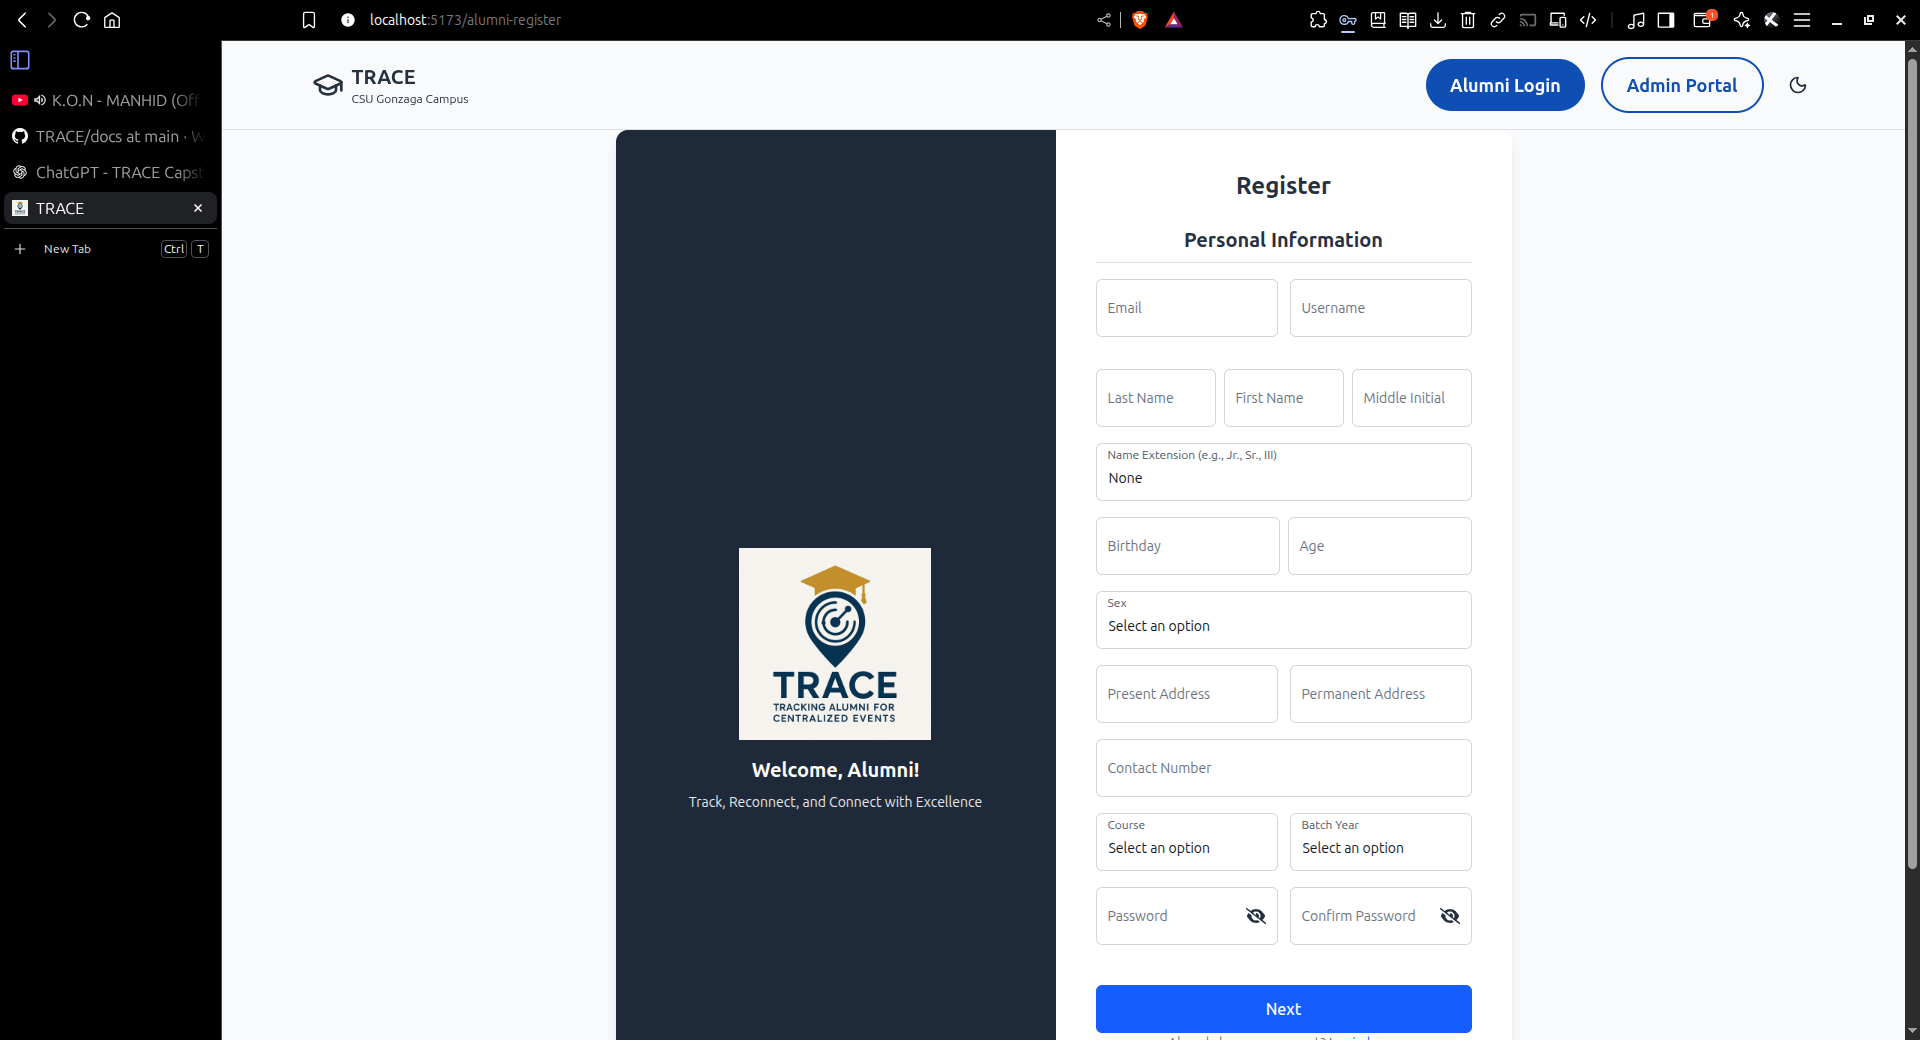 localhost:5173/alumni-register
K.O.N - MANHID (Off
TRACE/docs at main · W
ChatGPT - TRACE Caps
TRACE
New Tab
Ctrl T
TRACE
CSU Gonzaga Campus
Alumni Login
Admin Portal
TRACE
TRACKING ALUMNI FOR
CENTRALIZED EVENTS
Welcome, Alumni!
Track, Reconnect, and Connect with Excellence
Register
Personal Information
Email
Username
Last Name
First Name
Middle Initial
Name Extension (e.g., Jr., Sr., III)
None
Birthday
Age
Sex
Select an option
Present Address
Permanent Address
Contact Number
Course
Select an option
Batch Year
Select an option
Password
Confirm Password
Next